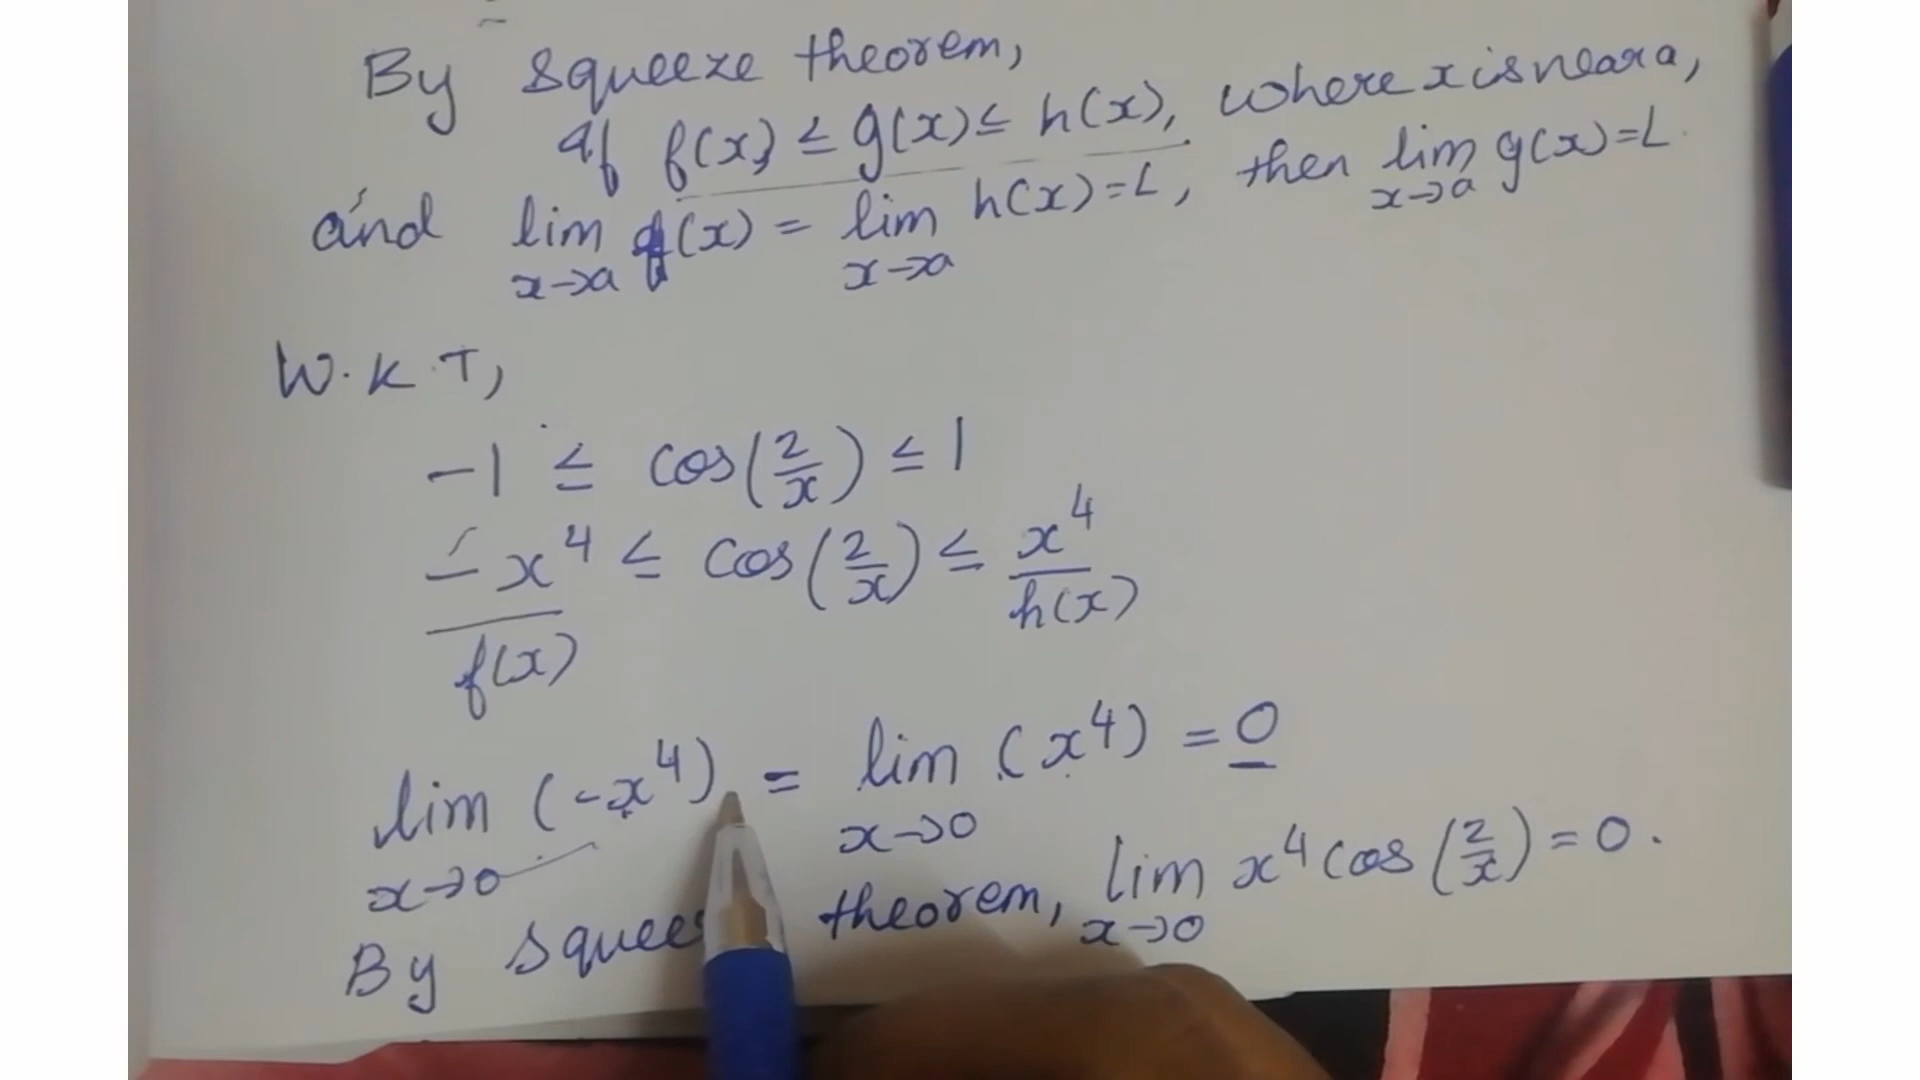 By squeeze theorem,
If f(x) ≤ g(x) ≤ h(x), where x is near a,
and lim x→a f(x) = lim x→a h(x) = L, then lim x→a g(x) = L.
W.K.T,
-1 ≤ cos(2/x) ≤ 1
-x⁴ ≤ cos(2/x) ≤ x⁴
f(x) h(x)
lim x→0 (-x⁴) = lim x→0 (x⁴) = 0
By theorem, lim x→0 x⁴ cos(2/x) = 0.